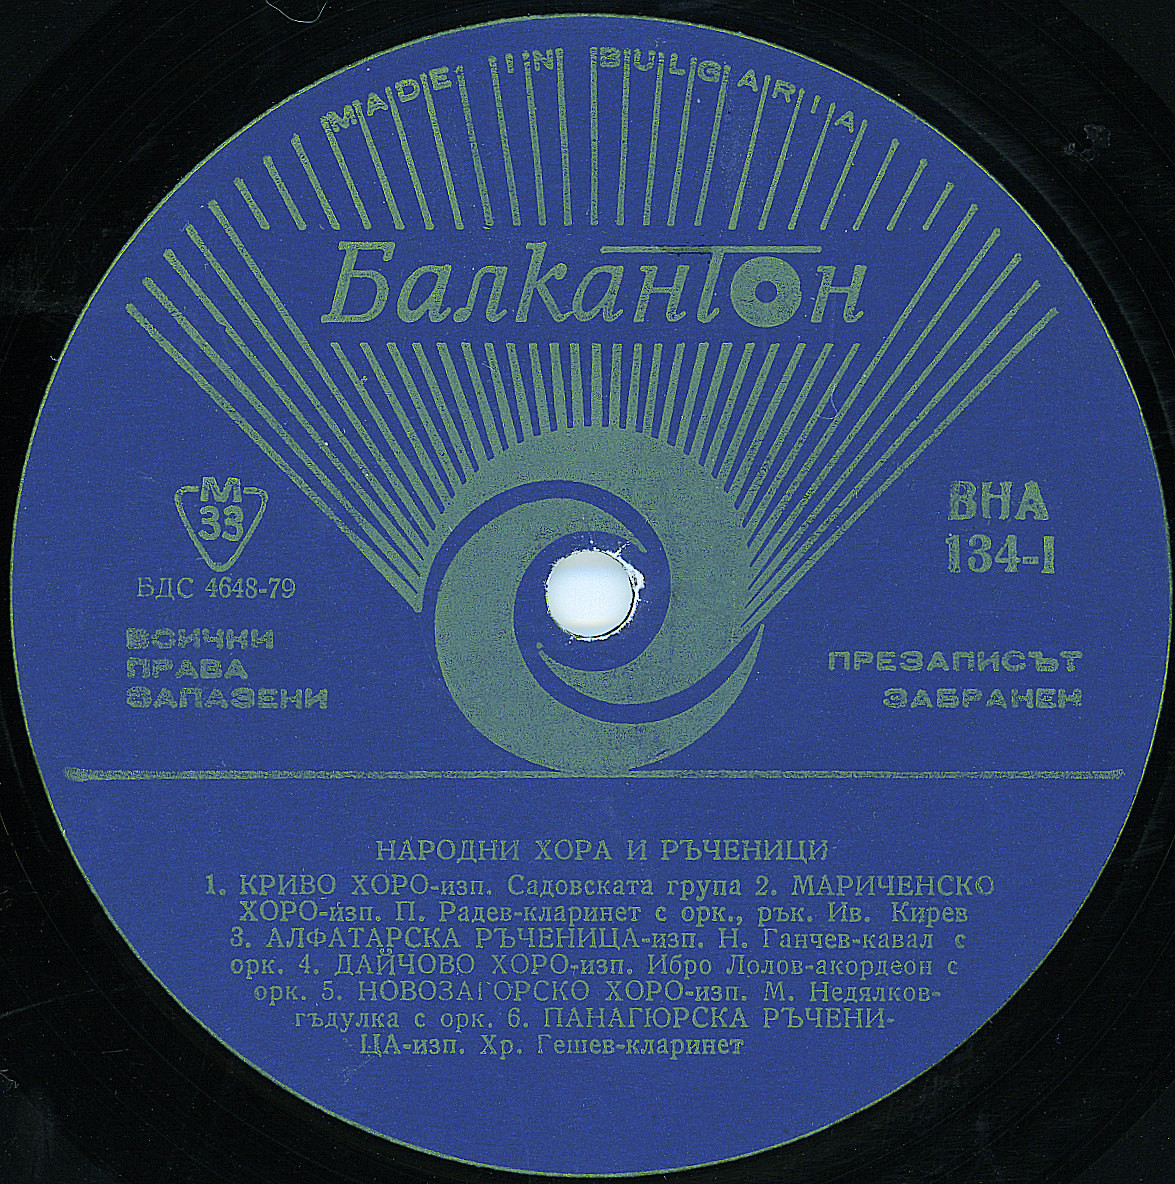 MADE IN BULGARIA
Балкантон
М
33
БДС 4648-79
ВСИЧКИ
ПРАВА
ЗАПАЗЕНИ
ВНА
134-I
ПРЕЗАПИСЪТ
ЗАБРАНЕН
НАРОДНИ ХОРА И РЪЧЕНИЦИ
1. КРИВО ХОРО-изп. Садовската група 2. МАРИЧЕНСКО
ХОРО-изп. П. Радев-кларинет с орк., рък. Ив. Кирев
3. АЛФАТАРСКА РЪЧЕНИЦА-изп. Н. Ганчев-кавал с
орк. 4. ДАЙЧОВО ХОРО-изп. Ибро Лолов-акордеон с
орк. 5. НОВОЗАГОРСКО ХОРО-изп. М. Недялков-
гъдулка с орк. 6. ПАНАГЮРСКА РЪЧЕНИ-
ЦА-изп. Хр. Гешев-кларинет